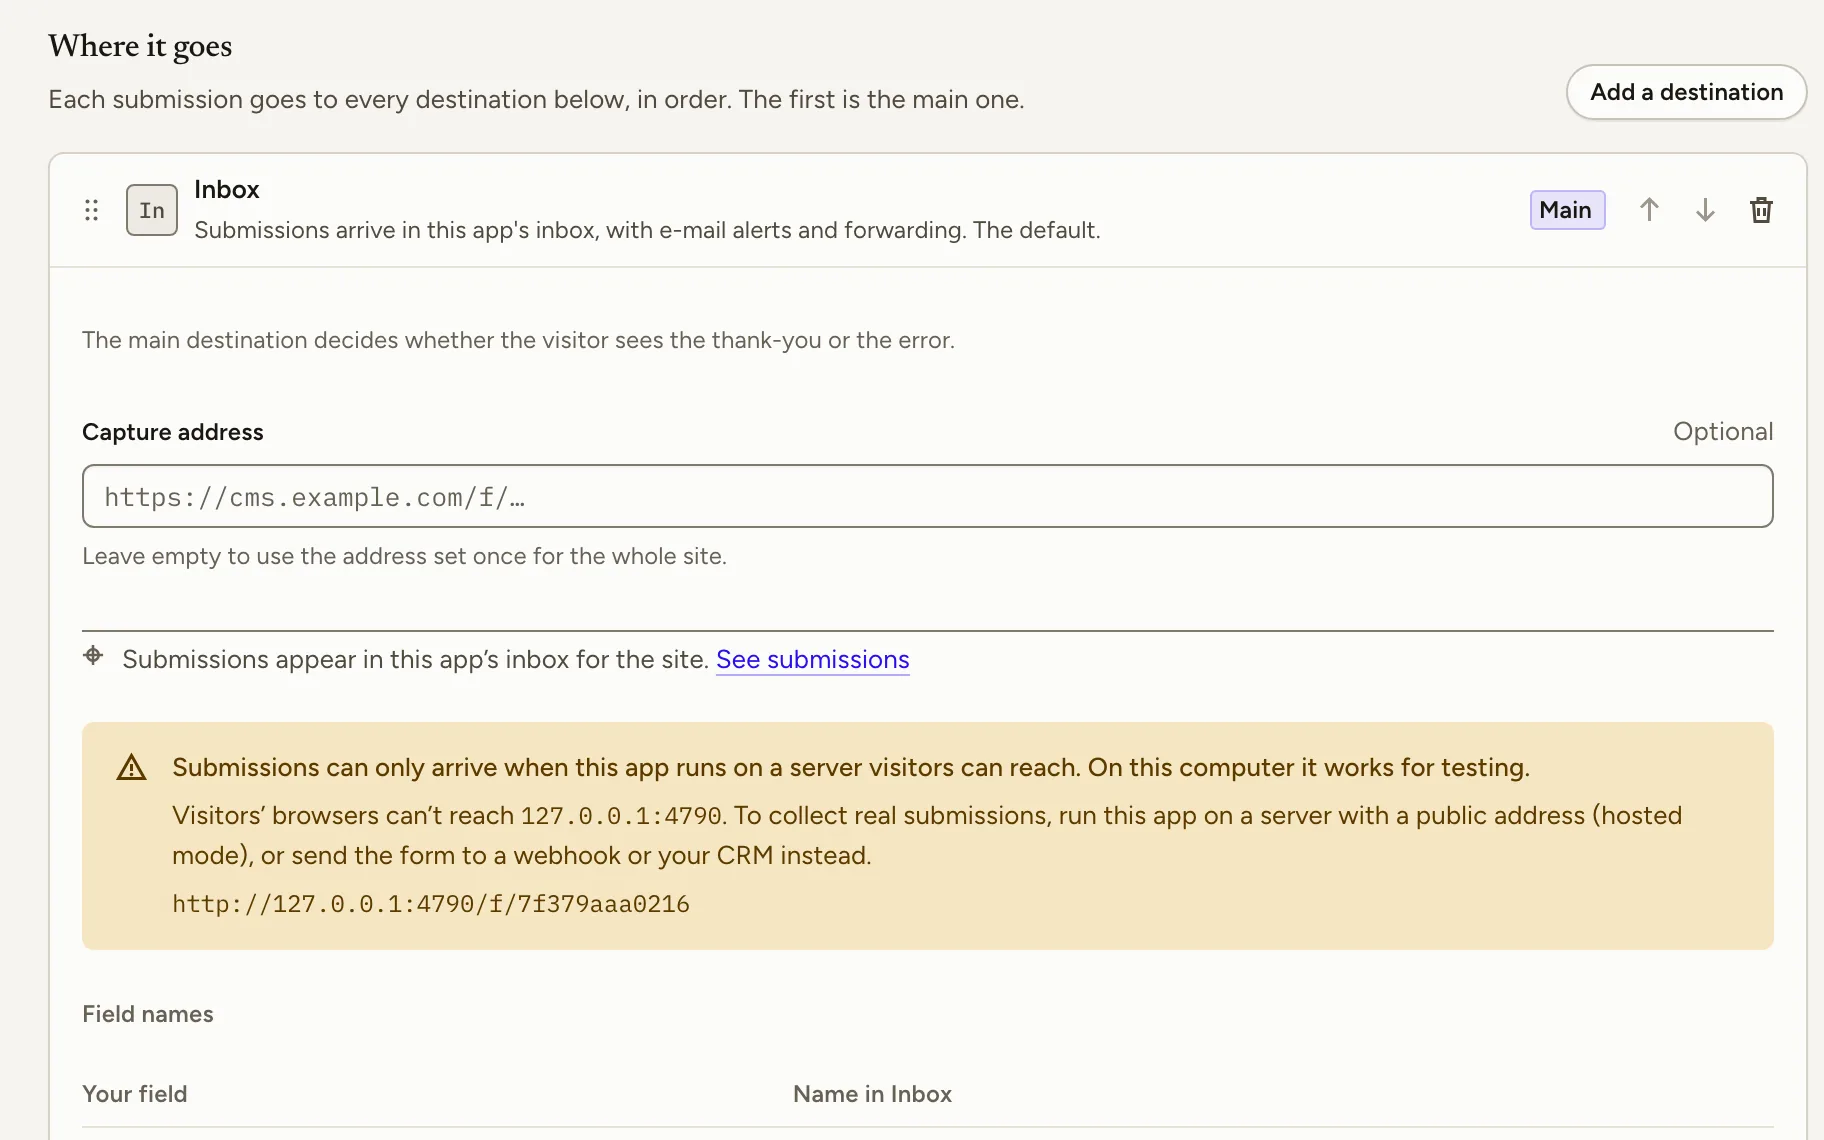 Where it goes
Each submission goes to every destination below, in order. The first is the main one.
Add a destination
In
Inbox
Submissions arrive in this app's inbox, with e-mail alerts and forwarding. The default.
Main
The main destination decides whether the visitor sees the thank-you or the error.
Capture address
Optional
https://cms.example.com/f/…
Leave empty to use the address set once for the whole site.
Submissions appear in this app’s inbox for the site. See submissions
Submissions can only arrive when this app runs on a server visitors can reach. On this computer it works for testing.
Visitors’ browsers can’t reach 127.0.0.1:4790. To collect real submissions, run this app on a server with a public address (hosted
mode), or send the form to a webhook or your CRM instead.
http://127.0.0.1:4790/f/7f379aaa0216
Field names
Your field
Name in Inbox